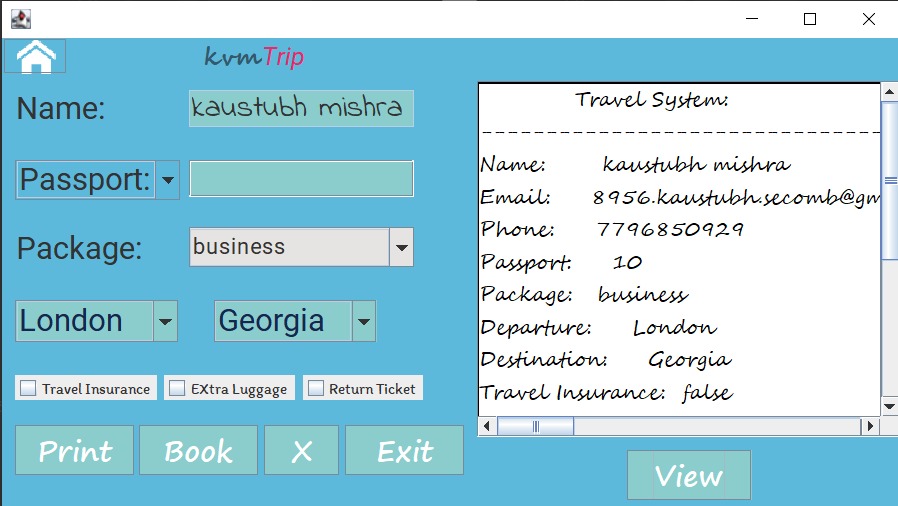 kvmTrip
Name: kaustubh mishra
Passport:
Package: business
London Georgia
Travel Insurance EXtra Luggage Return Ticket
Print Book X Exit
Travel System:
--------------------------------
Name: kaustubh mishra
Email: 8956.kaustubh.secomb@gm
Phone: 7796850929
Passport: 10
Package: business
Departure: London
Destination: Georgia
Travel Insurance: false
View